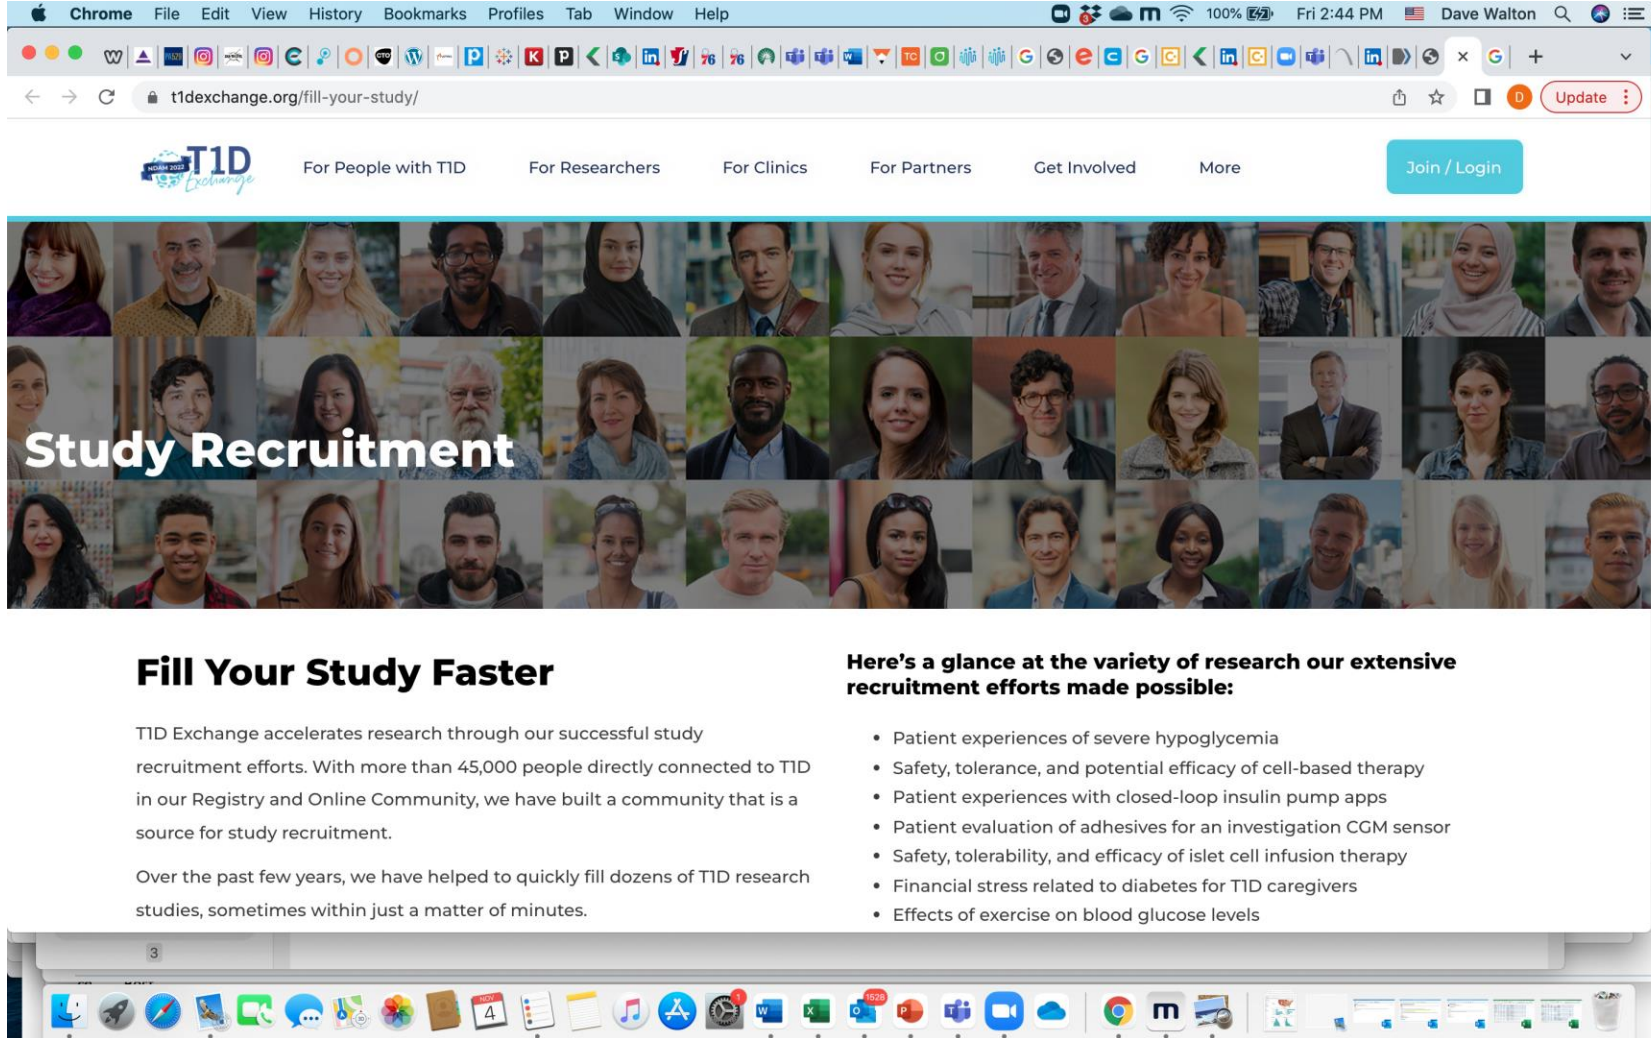 Chrome File Edit View History Bookmarks Profiles Tab Window Help 3 100% Fri 2:44 PM Dave Walton
t1dexchange.org/fill-your-study/ D Update
NDAM 2022 T1D Exchange
For People with T1D For Researchers For Clinics For Partners Get Involved More Join / Login
Study Recruitment
Fill Your Study Faster
T1D Exchange accelerates research through our successful study
recruitment efforts. With more than 45,000 people directly connected to T1D
in our Registry and Online Community, we have built a community that is a
source for study recruitment.
Over the past few years, we have helped to quickly fill dozens of T1D research
studies, sometimes within just a matter of minutes.
Here’s a glance at the variety of research our extensive
recruitment efforts made possible:
• Patient experiences of severe hypoglycemia
• Safety, tolerance, and potential efficacy of cell-based therapy
• Patient experiences with closed-loop insulin pump apps
• Patient evaluation of adhesives for an investigation CGM sensor
• Safety, tolerability, and efficacy of islet cell infusion therapy
• Financial stress related to diabetes for T1D caregivers
• Effects of exercise on blood glucose levels
3
NOV 4 1 1528